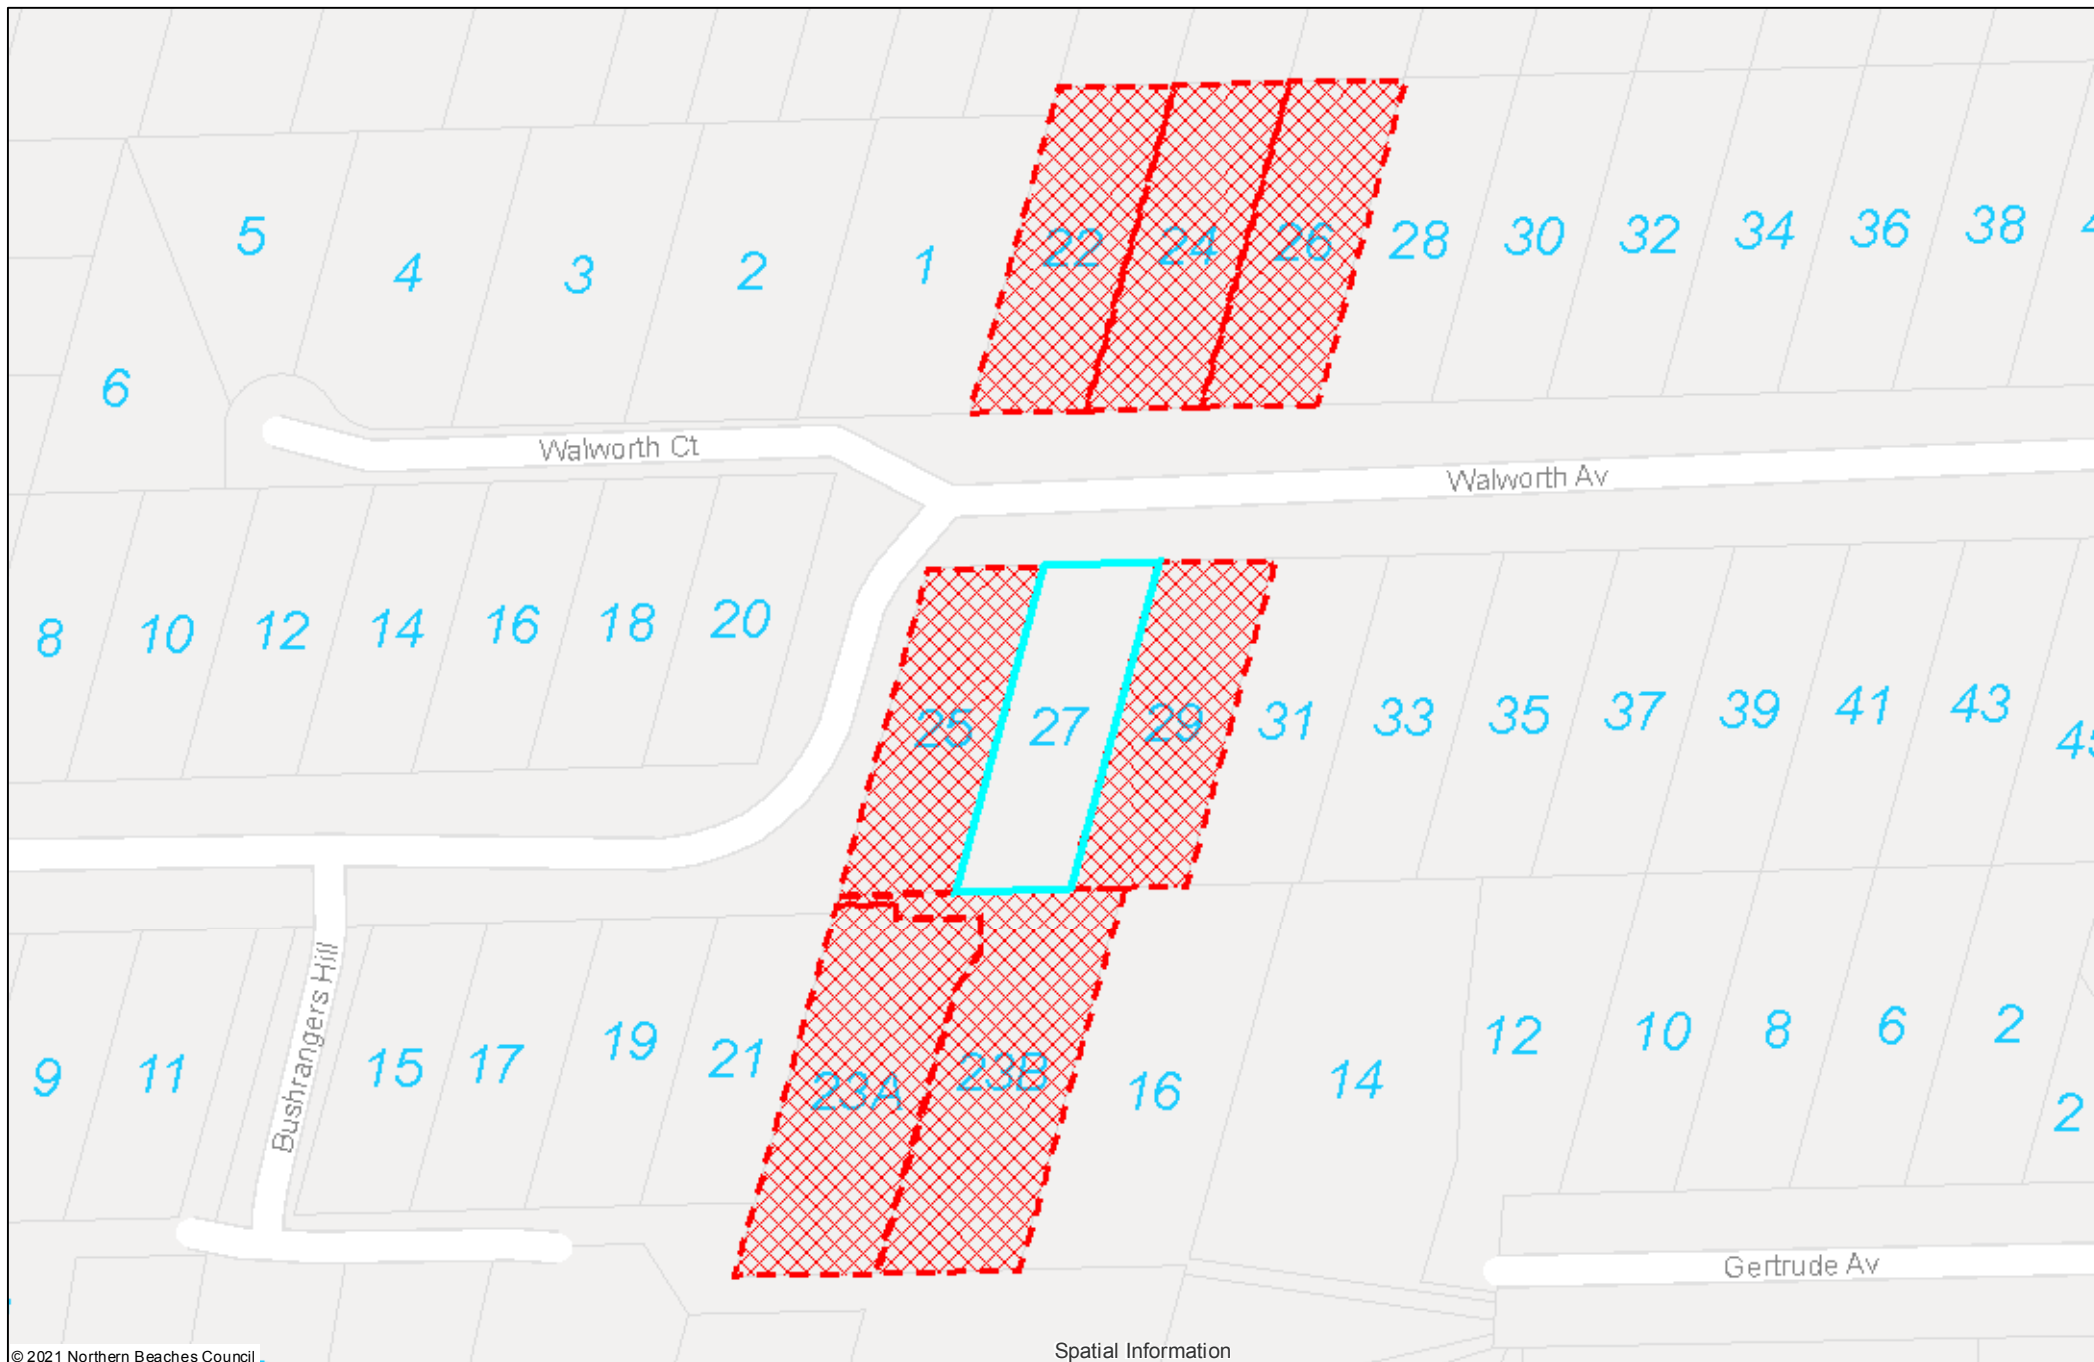 22 24 26 28 30 32 34 36 38
5 4 3 2 1
6
Walworth Ct
Walworth Av
8 10 12 14 16 18 20
25 27 29 31 33 35 37 39 41 43
Bushrangers Hill
9 11 15 17 19 21 23A 23B 16 14 12 10 8 6 2
2
Gertrude Av
Spatial Information
© 2021 Northern Beaches Council